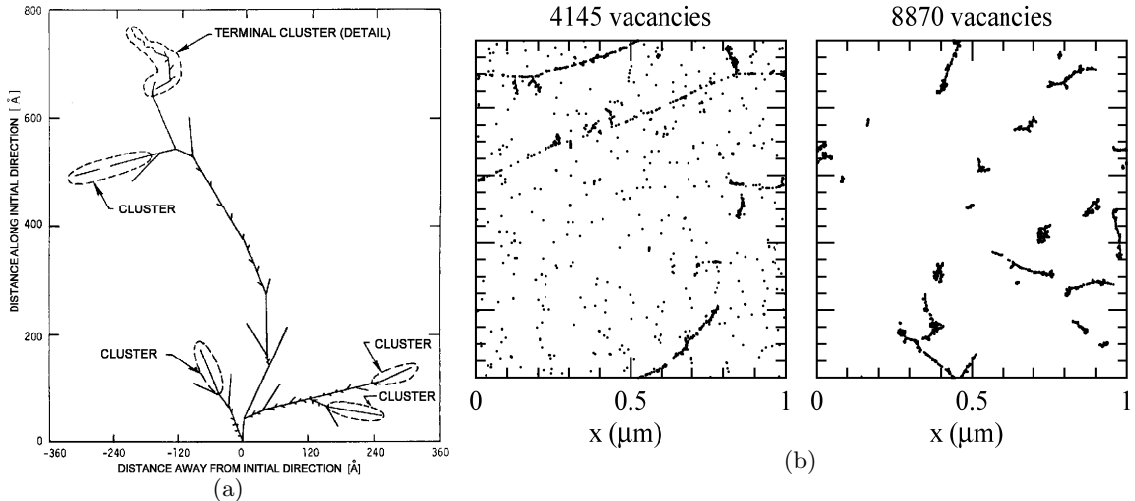 800
600
400
200
0
DISTANCE ALONG INITIAL DIRECTION [ Å ]
TERMINAL CLUSTER (DETAIL)
CLUSTER
CLUSTER
CLUSTER
CLUSTER
-360
-240
-120
0
120
240
360
DISTANCE AWAY FROM INITIAL DIRECTION [Å]
(a)
4145 vacancies
0
0.5
1
x (μm)
8870 vacancies
0
0.5
1
x (μm)
(b)